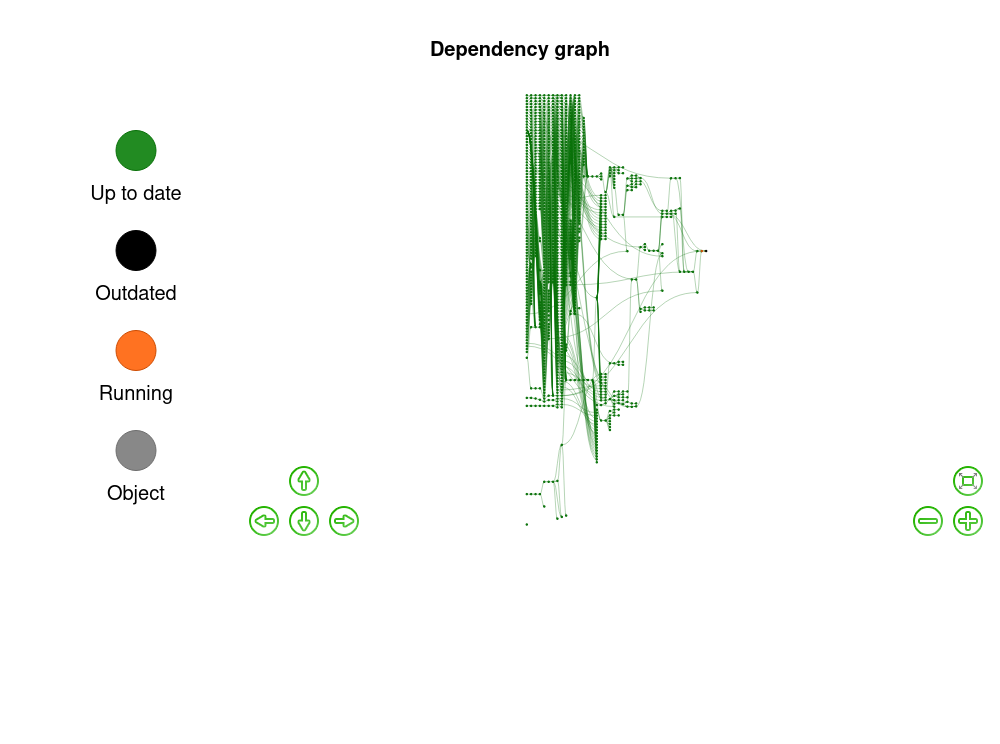 Dependency graph
Up to date
Outdated
Running
Object